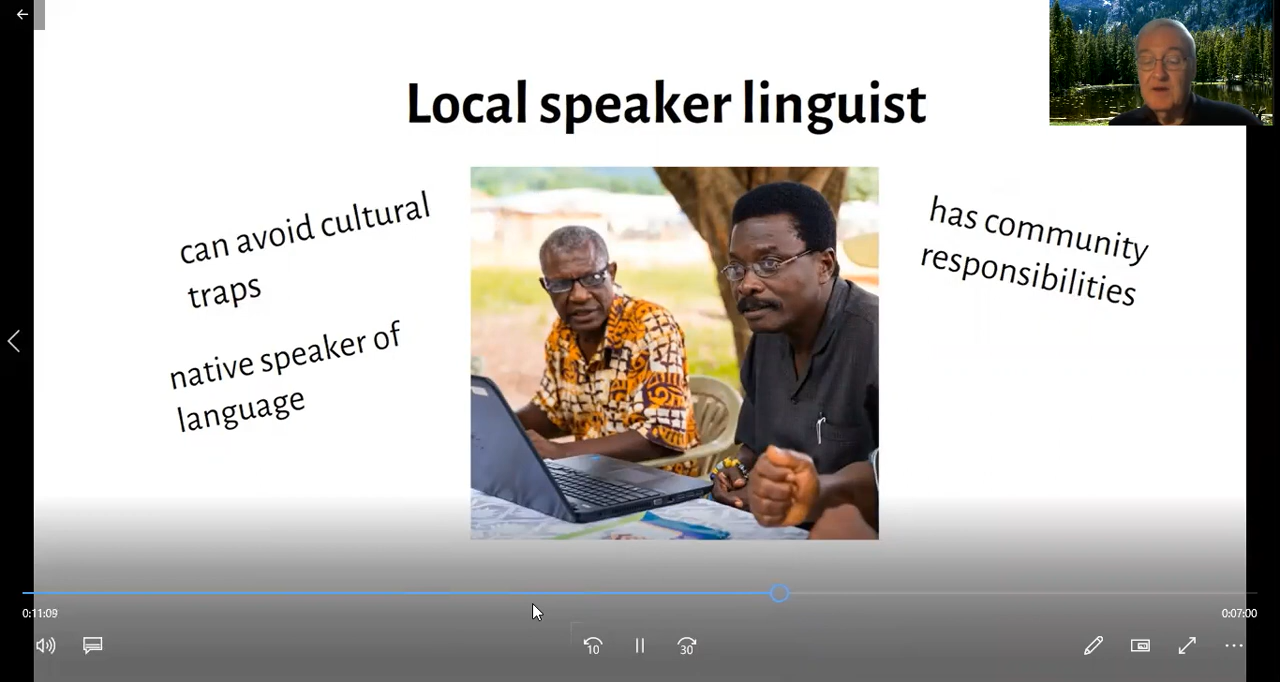 Local speaker linguist
can avoid cultural
traps
native speaker of
language
has community
responsibilities
0:11:09
0:07:00
10
30